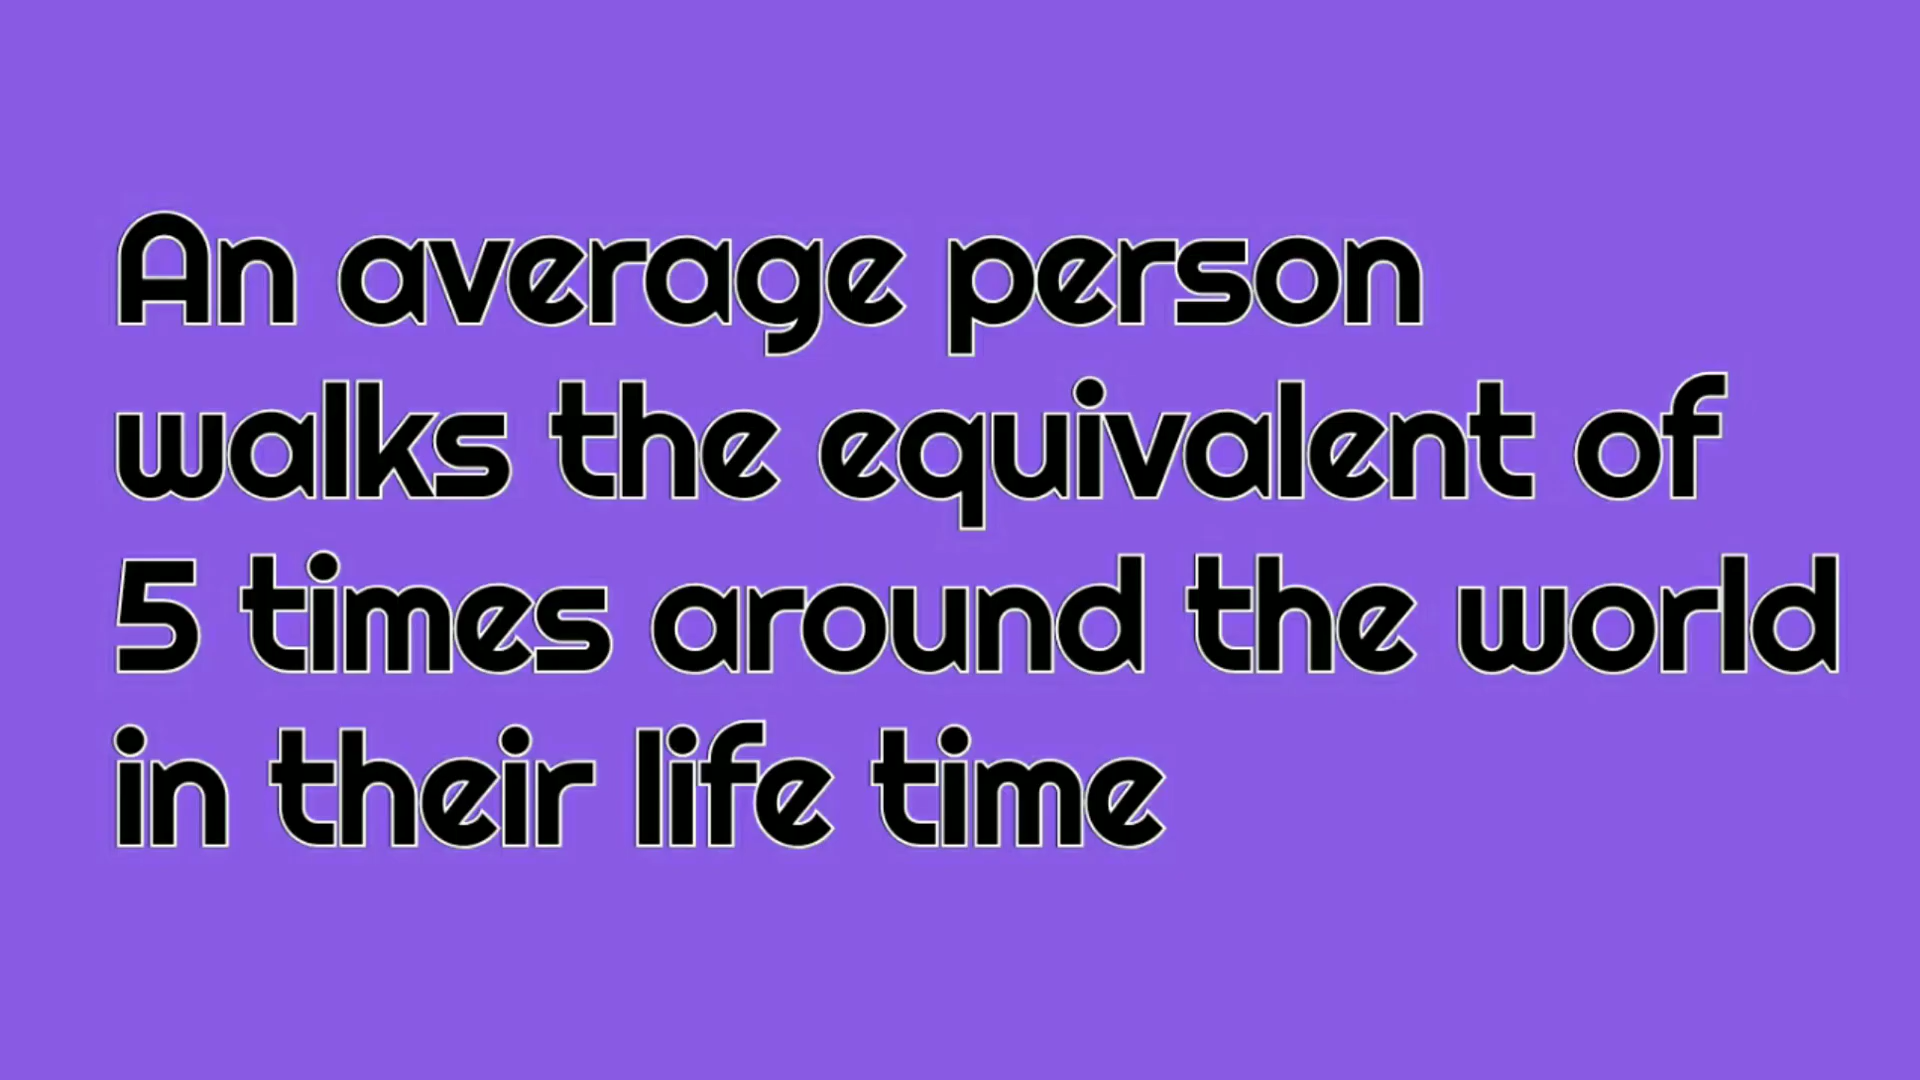 An average person
walks the equivalent of
5 times around the world
in their life time